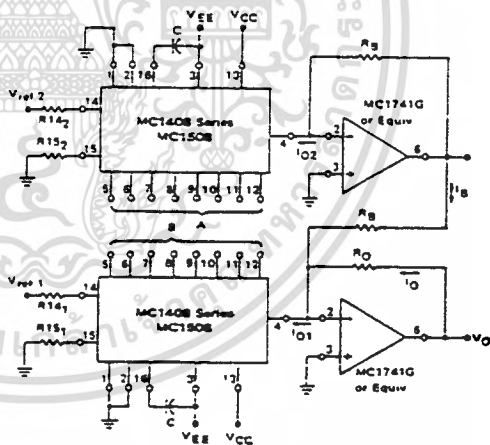 VEE VCC
C
1 2 16 3 13
Vref 2 R14₂ 14
MC1408 Series
MC1508
R15₂ 15
4 IO2 2
3
6
RB
MC1741G
or Equiv
5 6 7 8 9 10 11 12
A
IB
B
RB
5 6 7 8 9 10 11 12
RO IO
Vref 1 R14₁ 14
MC1408 Series
MC1508
R15₁ 15
4 IO1 2
3
6 VO
MC1741G
or Equiv
1 2 16 3 13
C
VEE VCC